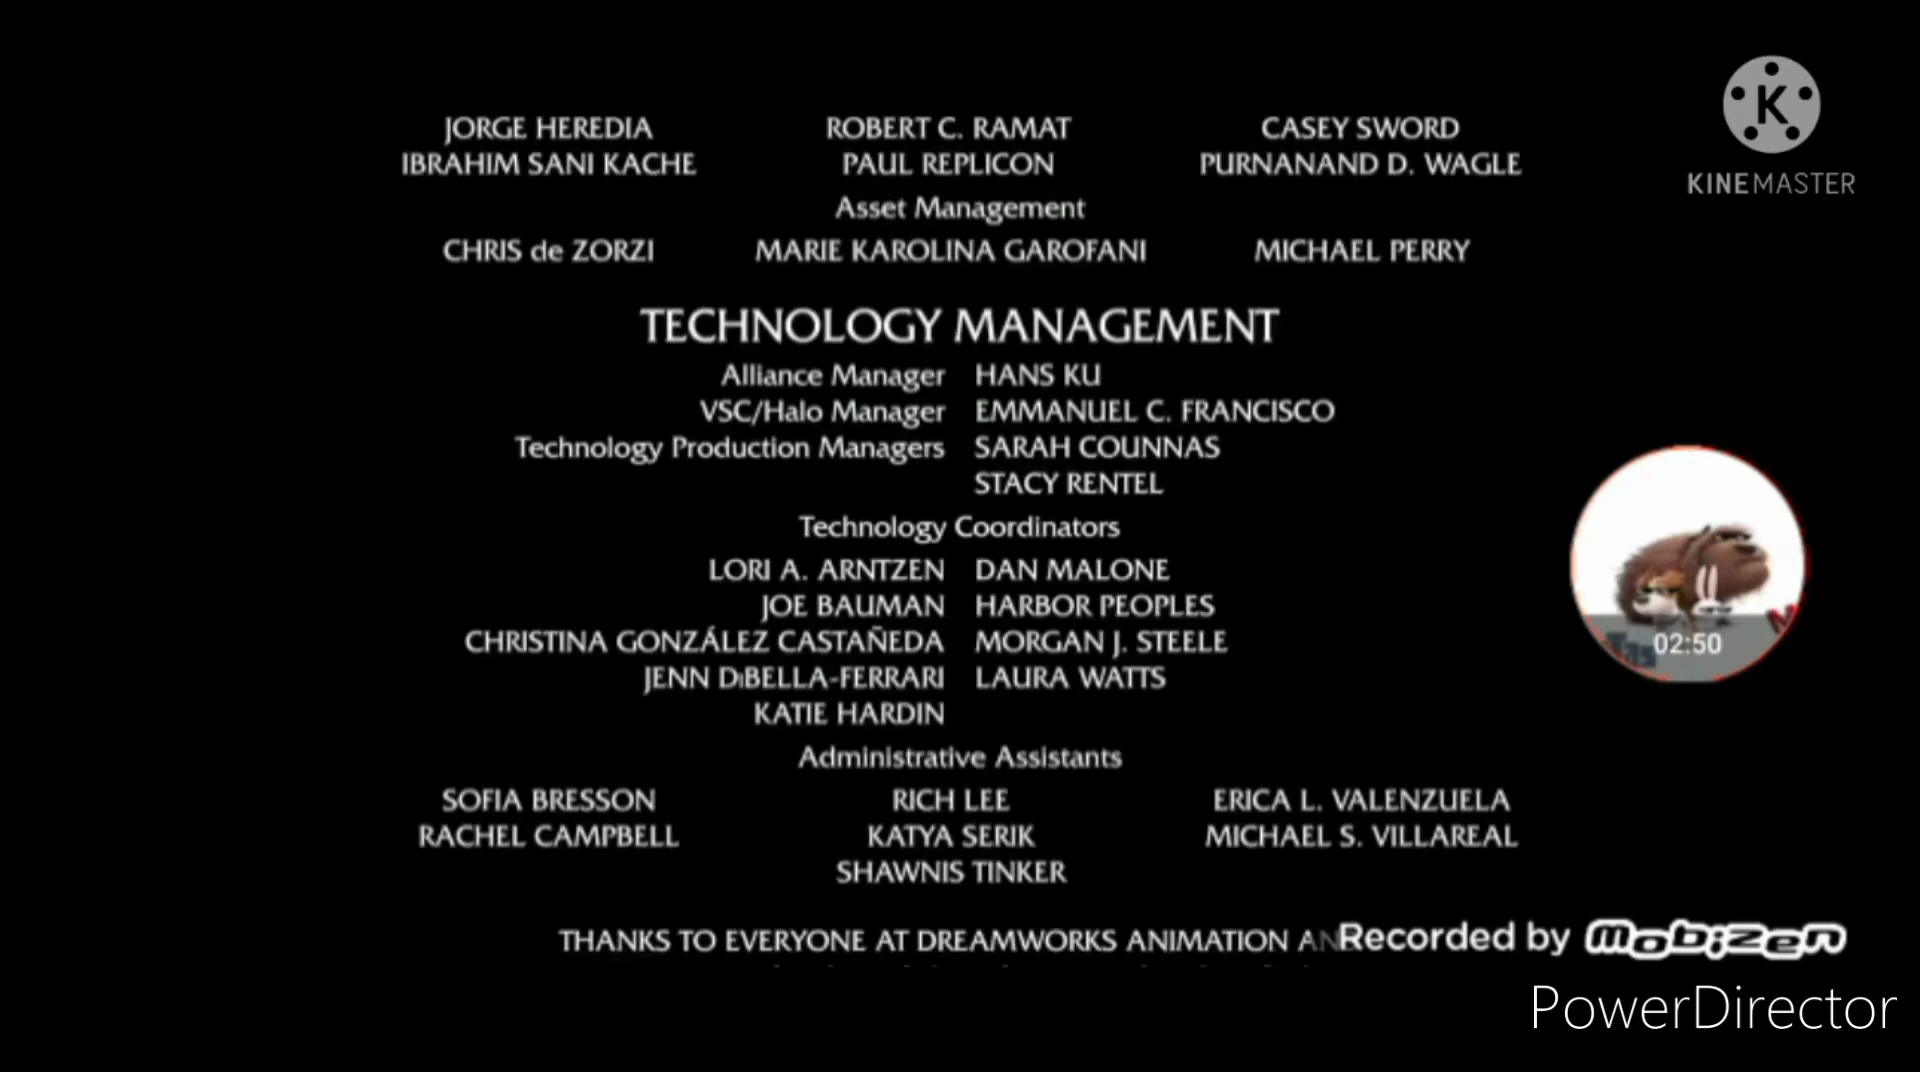 JORGE HEREDIA ROBERT C. RAMAT CASEY SWORD
IBRAHIM SANI KACHE PAUL REPLICON PURNANAND D. WAGLE
Asset Management
CHRIS de ZORZI MARIE KAROLINA GAROFANI MICHAEL PERRY
TECHNOLOGY MANAGEMENT
Alliance Manager HANS KU
VSC/Halo Manager EMMANUEL C. FRANCISCO
Technology Production Managers SARAH COUNNAS
STACY RENTEL
Technology Coordinators
LORI A. ARNTZEN DAN MALONE
JOE BAUMAN HARBOR PEOPLES
CHRISTINA GONZÁLEZ CASTAÑEDA MORGAN J. STEELE
JENN DiBELLA-FERRARI LAURA WATTS
KATIE HARDIN
Administrative Assistants
SOFIA BRESSON RICH LEE ERICA L. VALENZUELA
RACHEL CAMPBELL KATYA SERIK MICHAEL S. VILLAREAL
SHAWNIS TINKER
THANKS TO EVERYONE AT DREAMWORKS ANIMATION AN
K
KINEMASTER
02:50
Recorded by mobizen
PowerDirector